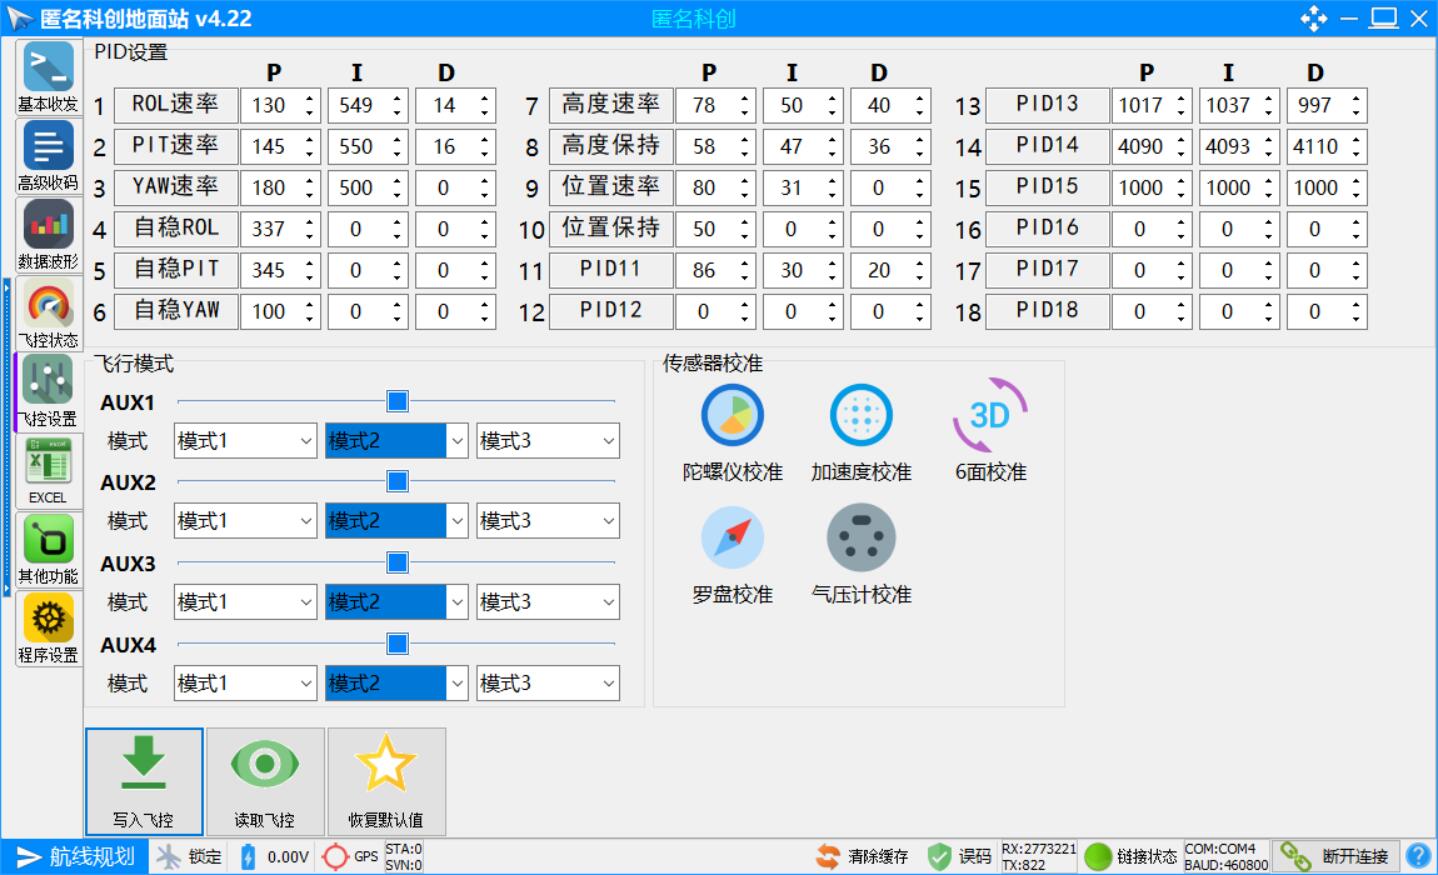 匿名科创地面站 v4.22
匿名科创
基本收发
高级收码
数据波形
飞控状态
飞控设置
EXCEL
其他功能
程序设置
PID设置
P I D P I D P I D
1 ROL速率 130 549 14 7 高度速率 78 50 40 13 PID13 1017 1037 997
2 PIT速率 145 550 16 8 高度保持 58 47 36 14 PID14 4090 4093 4110
3 YAW速率 180 500 0 9 位置速率 80 31 0 15 PID15 1000 1000 1000
4 自稳ROL 337 0 0 10 位置保持 50 0 0 16 PID16 0 0 0
5 自稳PIT 345 0 0 11 PID11 86 30 20 17 PID17 0 0 0
6 自稳YAW 100 0 0 12 PID12 0 0 0 18 PID18 0 0 0
飞行模式
AUX1
模式 模式1 模式2 模式3
AUX2
模式 模式1 模式2 模式3
AUX3
模式 模式1 模式2 模式3
AUX4
模式 模式1 模式2 模式3
传感器校准
陀螺仪校准 加速度校准 3D 6面校准
罗盘校准 气压计校准
写入飞控 读取飞控 恢复默认值
航线规划 锁定 0.00V GPS STA:0
SVN:0
清除缓存 误码 RX:2773221
TX:822
链接状态 COM:COM4
BAUD:460800
断开连接